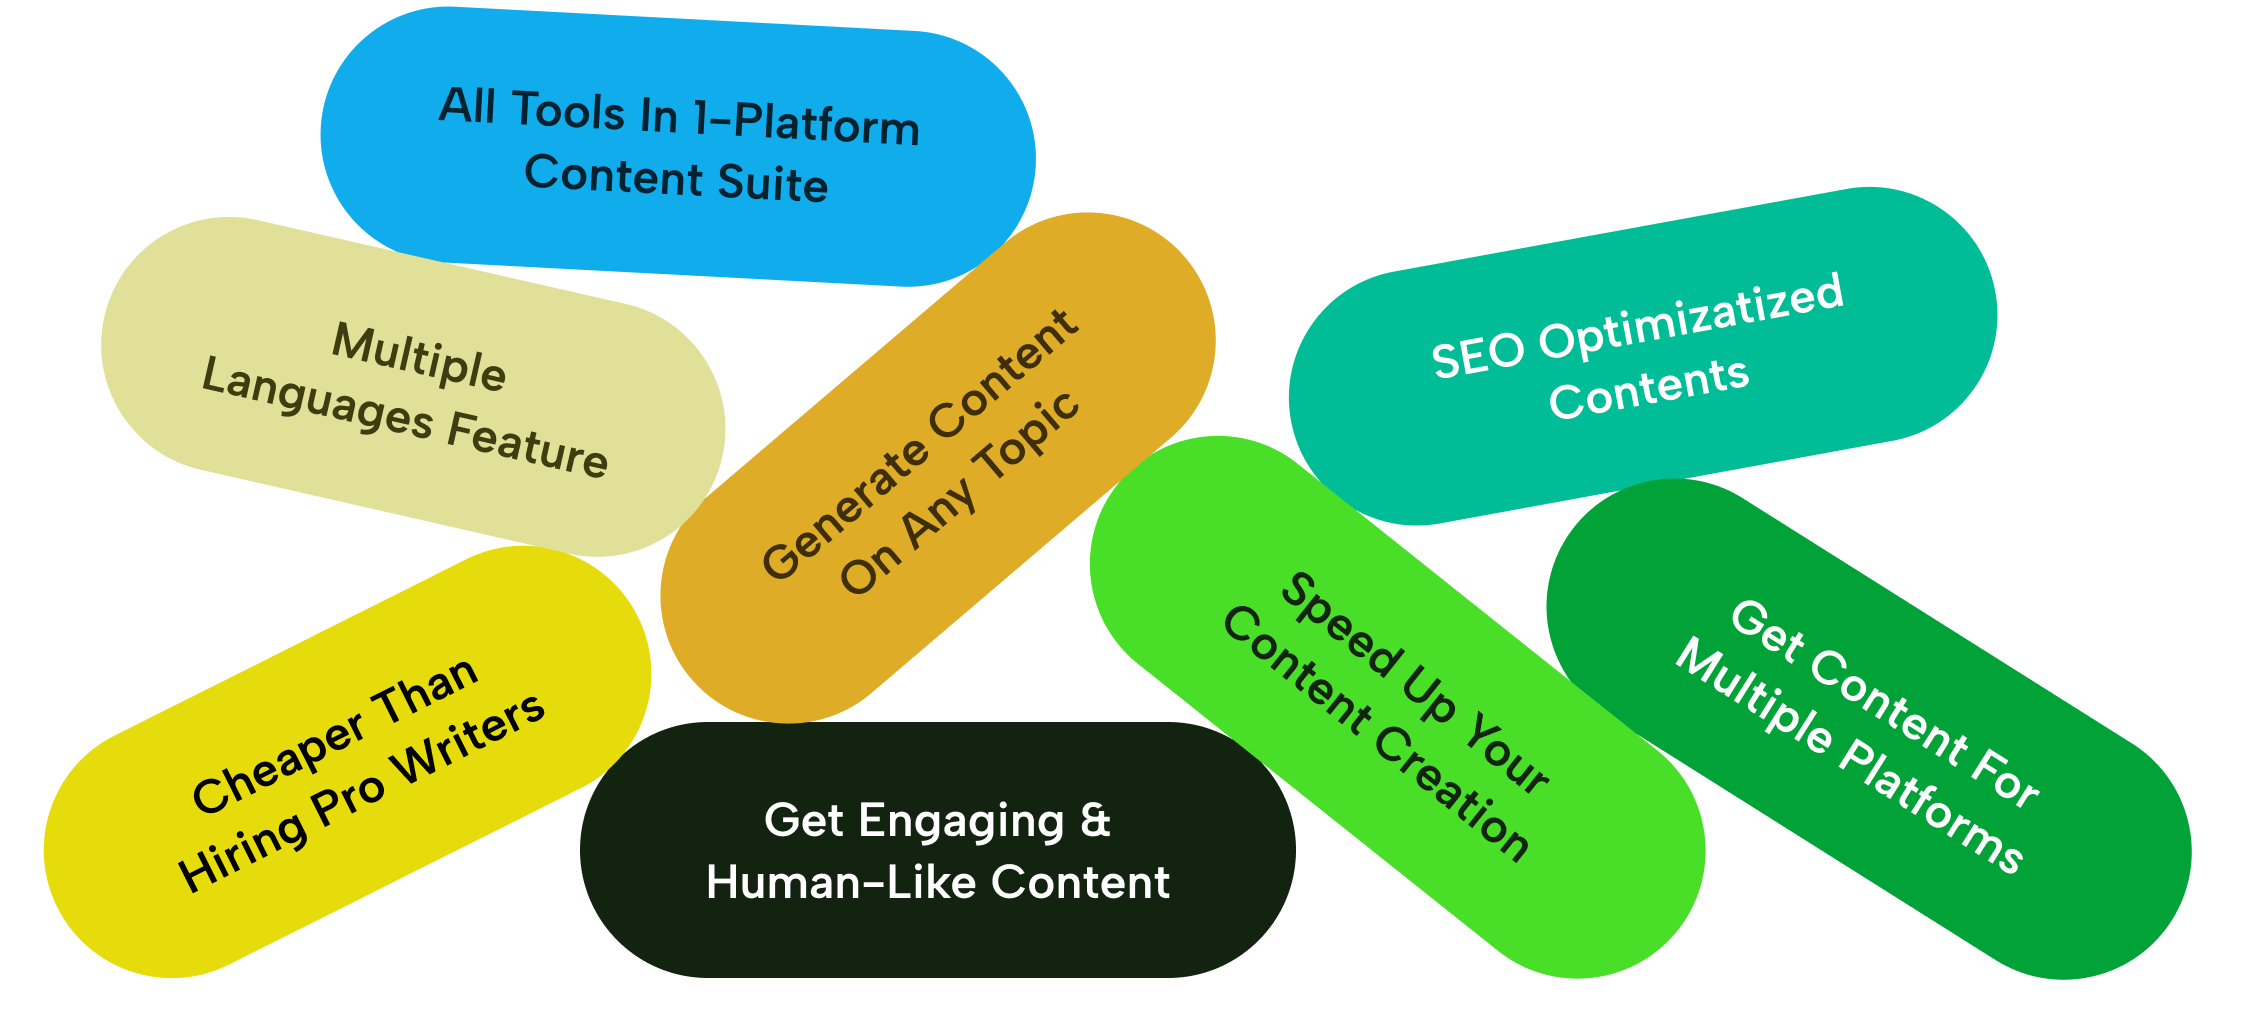 All Tools In 1-Platform
Content Suite
Multiple
Languages Feature
Generate Content
On Any Topic
SEO Optimizatized
Contents
Cheaper Than
Hiring Pro Writers
Get Engaging &
Human-Like Content
Speed Up Your
Content Creation
Get Content For
Multiple Platforms